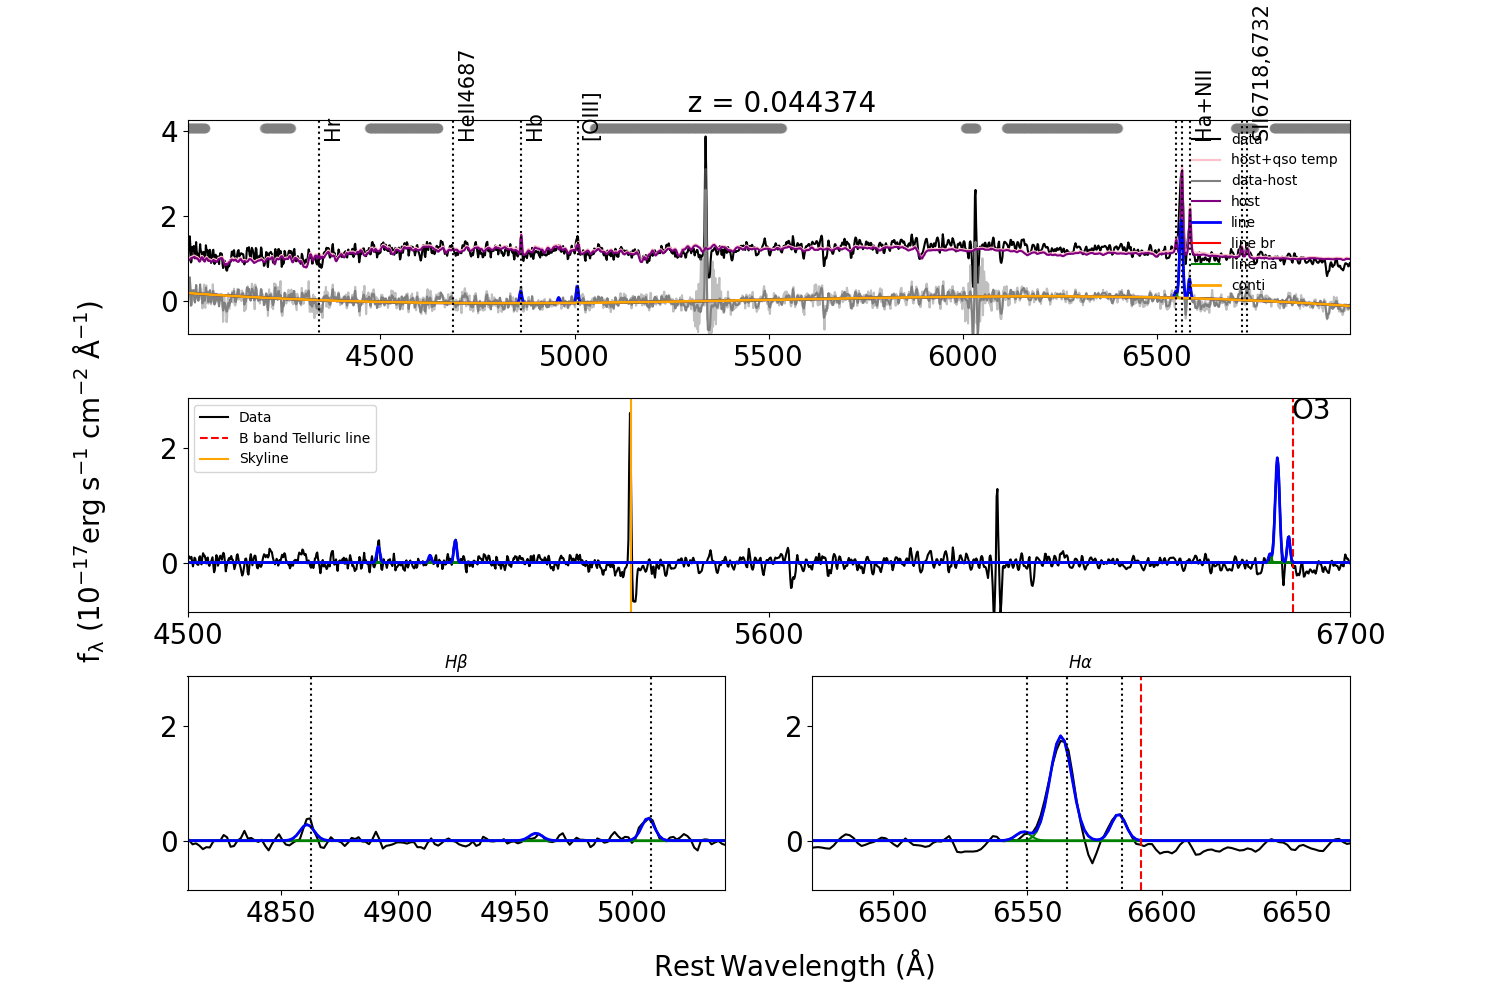 z = 0.044374
Hr
HeII4687
Hb
[OIII]
Ha+NII
SII6718,6732
4
2
0
data
host+qso temp
data-host
host
line
line br
line na
conti
4500
5000
5500
6000
6500
f_λ (10⁻¹⁷erg s⁻¹ cm⁻² Å⁻¹)
2
0
Data
B band Telluric line
Skyline
O3
4500
5600
6700
Hβ
2
0
4850
4900
4950
5000
Hα
2
0
6500
6550
6600
6650
Rest Wavelength (Å)